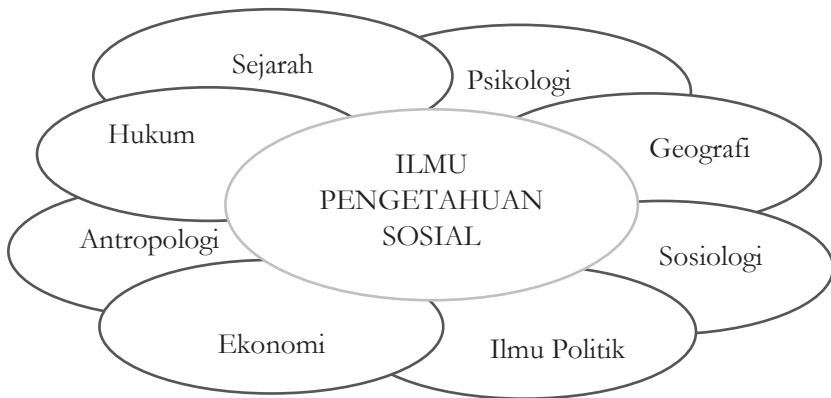 Sejarah
Psikologi
Hukum
Geografi
ILMU
PENGETAHUAN
SOSIAL
Antropologi
Sosiologi
Ekonomi
Ilmu Politik